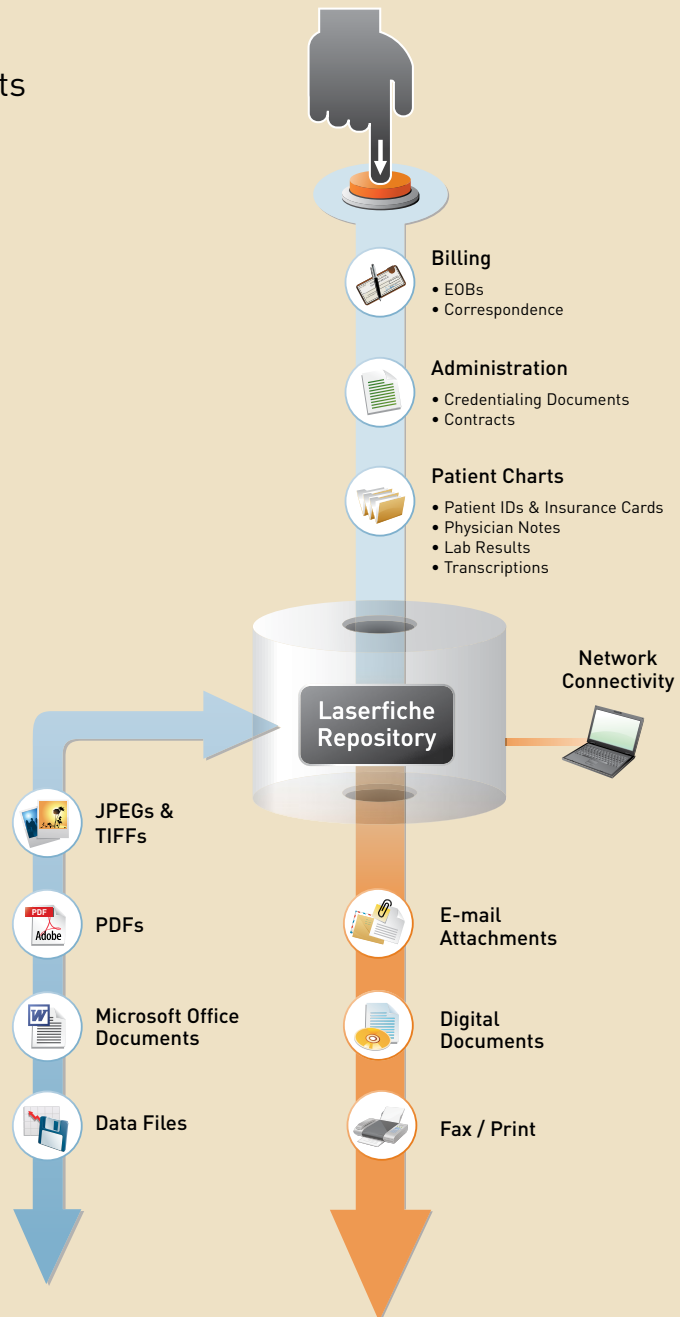 ts
Billing
• EOBs
• Correspondence
Administration
• Credentialing Documents
• Contracts
Patient Charts
• Patient IDs & Insurance Cards
• Physician Notes
• Lab Results
• Transcriptions
Laserfiche
Repository
Network
Connectivity
JPEGs &
TIFFs
PDF
Adobe
PDFs
W
Microsoft Office
Documents
Data Files
E-mail
Attachments
Digital
Documents
Fax / Print